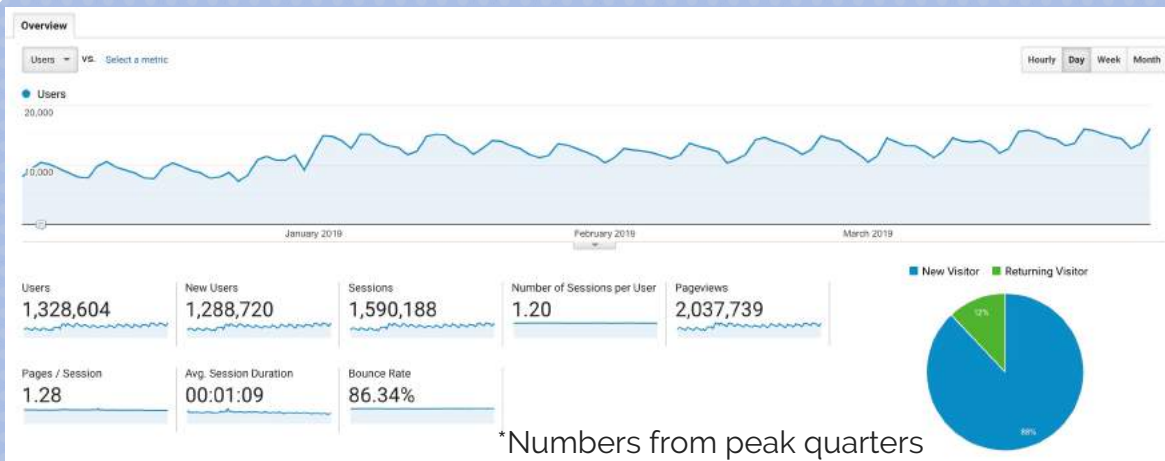 Overview
Users VS. Select a metric
Hourly Day Week Month
Users
20,000
10,000
January 2019 February 2019 March 2019
New Visitor Returning Visitor
Users New Users Sessions Number of Sessions per User Pageviews
1,328,604 1,288,720 1,590,188 1.20 2,037,739
12%
Pages / Session Avg. Session Duration Bounce Rate
1.28 00:01:09 86.34%
88%
*Numbers from peak quarters